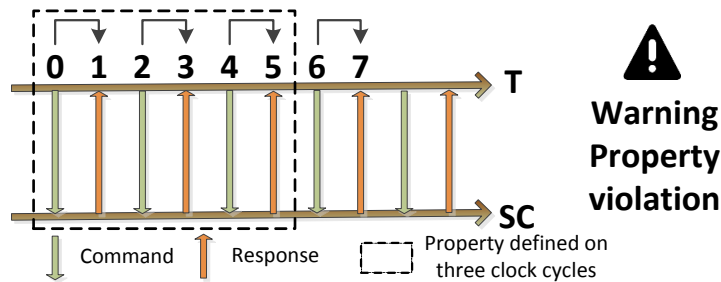 0 1 2 3 4 5 6 7
T
Warning
Property
violation
SC
Command
Response
Property defined on
three clock cycles